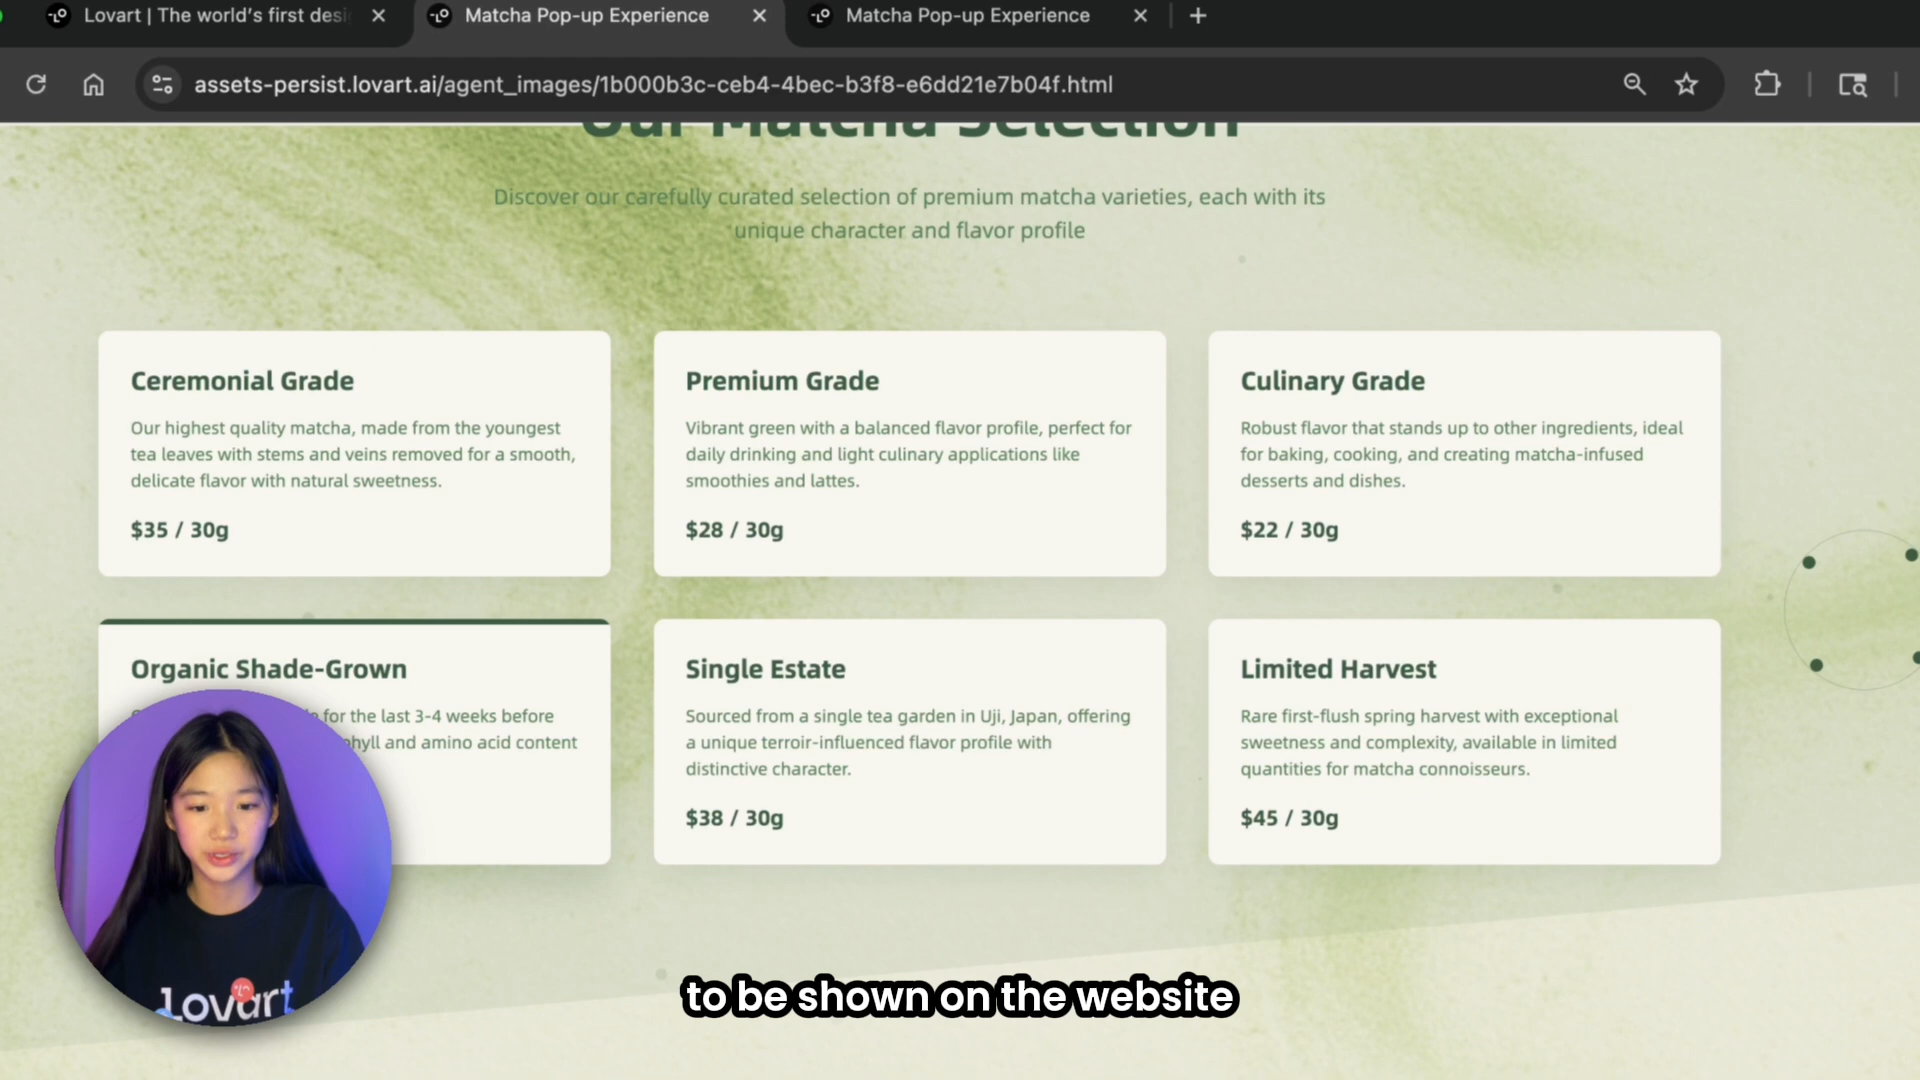 Lovart | The world's first desi
Matcha Pop-up Experience
Matcha Pop-up Experience
assets-persist.lovart.ai/agent_images/1b000b3c-ceb4-4bec-b3f8-e6dd21e7b04f.html
Our Matcha Selection
Discover our carefully curated selection of premium matcha varieties, each with its
unique character and flavor profile
Ceremonial Grade
Our highest quality matcha, made from the youngest
tea leaves with stems and veins removed for a smooth,
delicate flavor with natural sweetness.
$35 / 30g
Premium Grade
Vibrant green with a balanced flavor profile, perfect for
daily drinking and light culinary applications like
smoothies and lattes.
$28 / 30g
Culinary Grade
Robust flavor that stands up to other ingredients, ideal
for baking, cooking, and creating matcha-infused
desserts and dishes.
$22 / 30g
Organic Shade-Grown
for the last 3-4 weeks before
phyll and amino acid content
Single Estate
Sourced from a single tea garden in Uji, Japan, offering
a unique terroir-influenced flavor profile with
distinctive character.
$38 / 30g
Limited Harvest
Rare first-flush spring harvest with exceptional
sweetness and complexity, available in limited
quantities for matcha connoisseurs.
$45 / 30g
Lovart
to be shown on the website